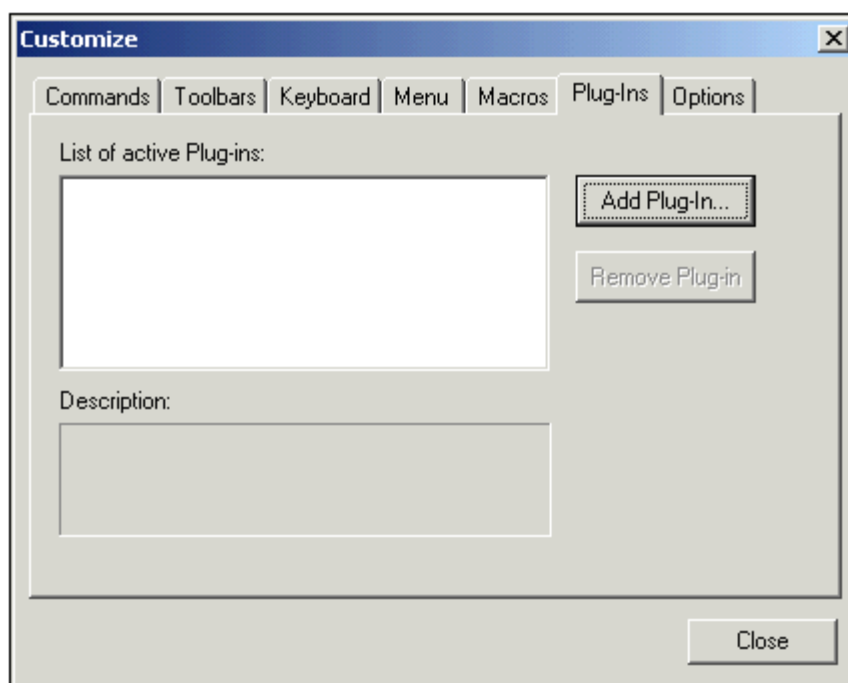 Customize
Commands Toolbars Keyboard Menu Macros Plug-Ins Options
List of active Plug-ins:
Add Plug-In...
Remove Plug-in
Description:
Close